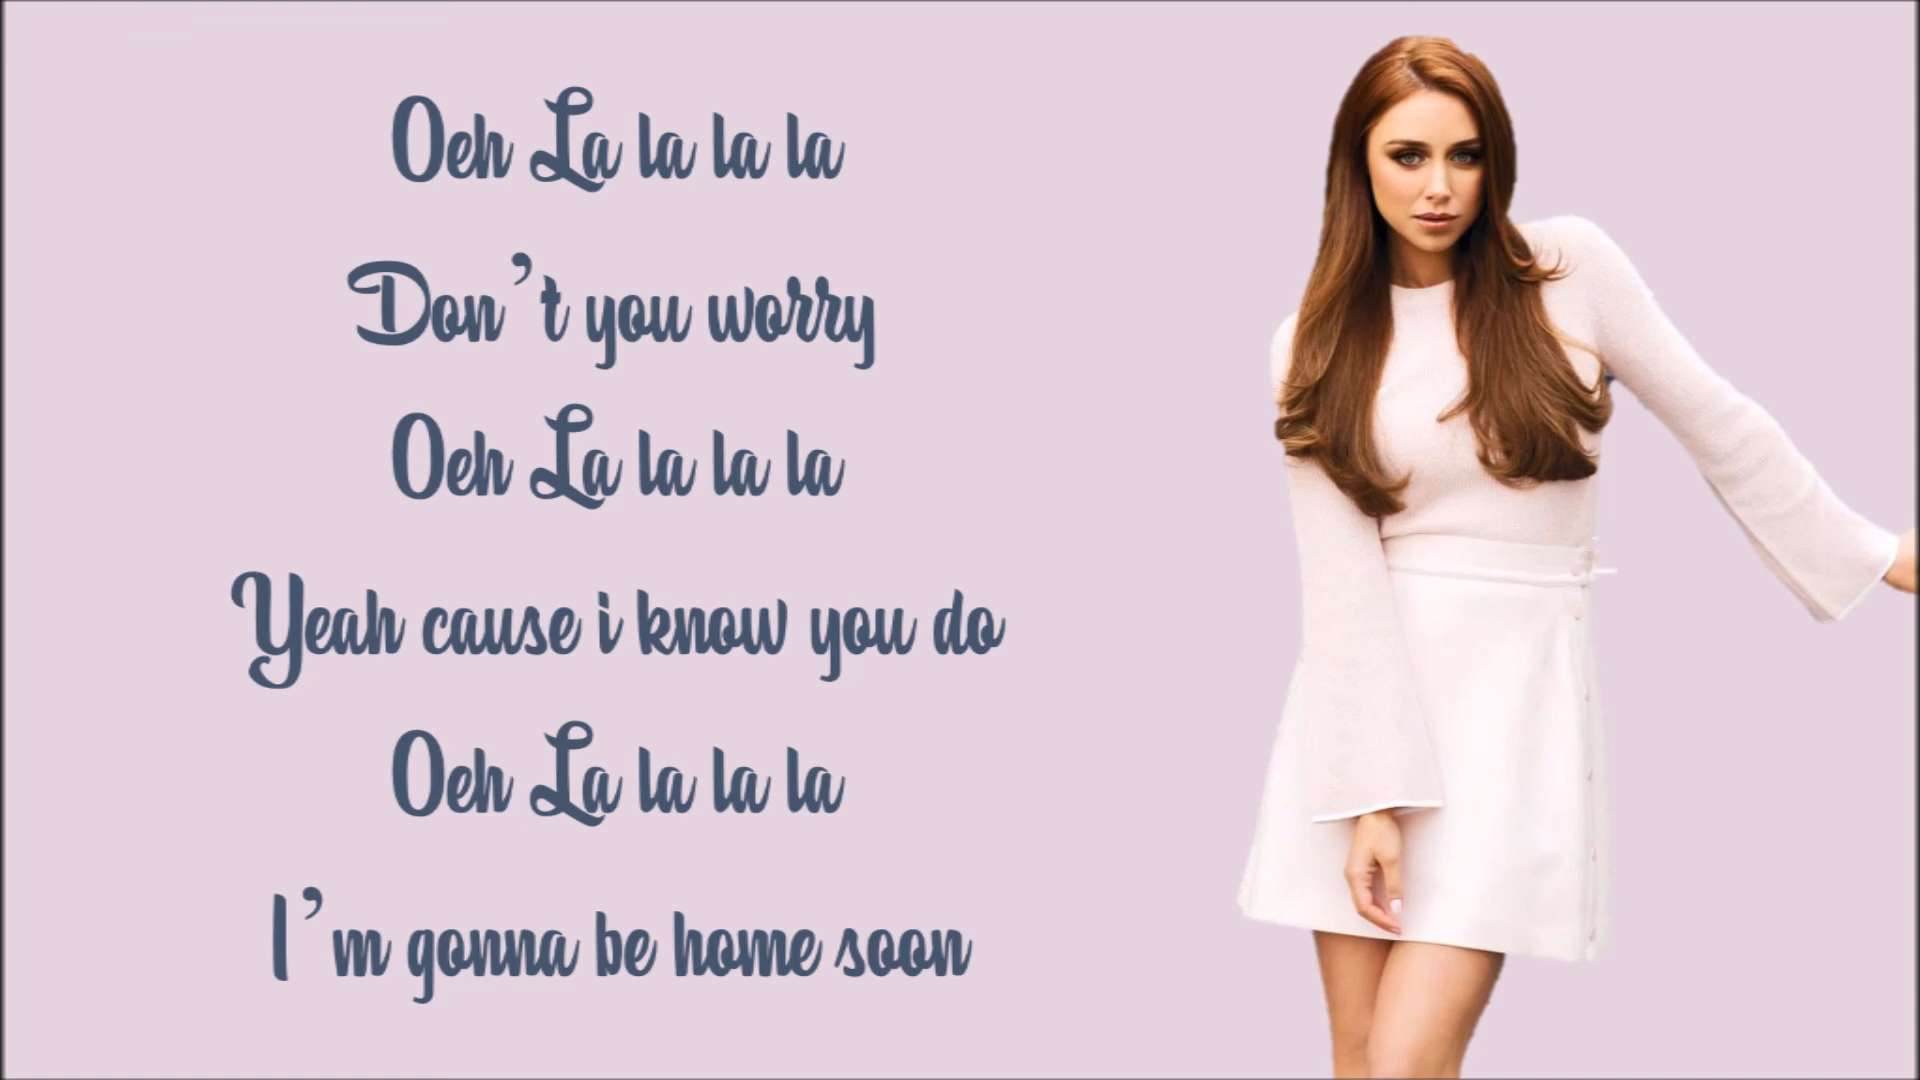 Oeh La la la la
Don't you worry
Oeh La la la la
Yeah cause i know you do
Oeh La la la la
I'm gonna be home soon